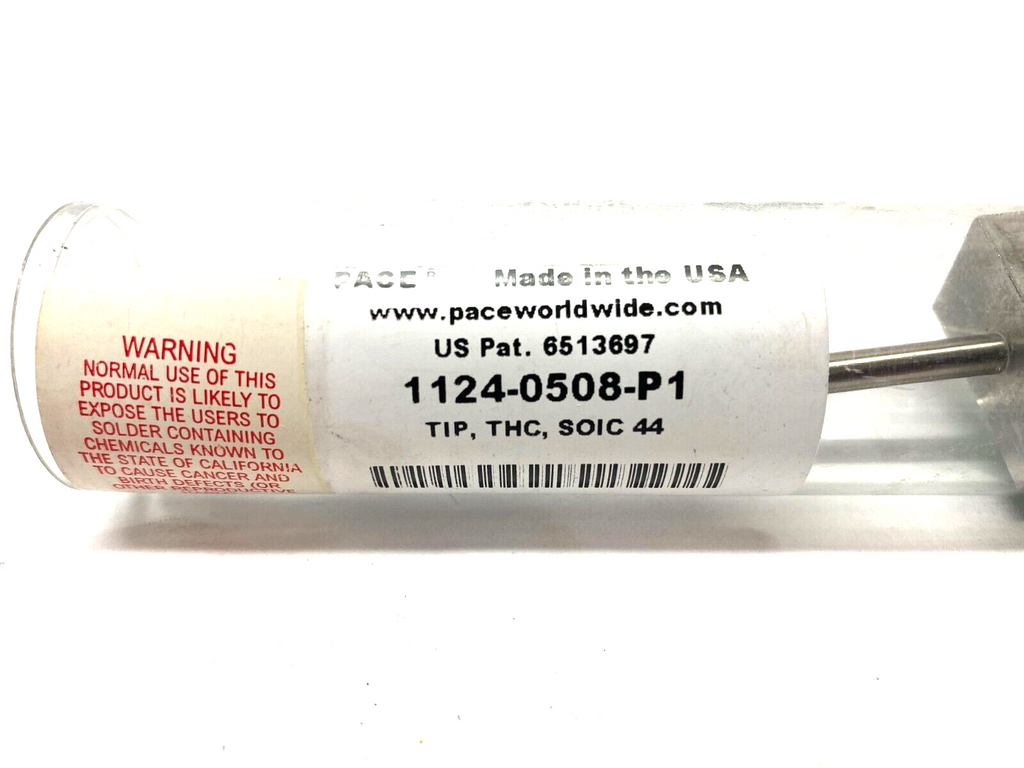 WARNING
NORMAL USE OF THIS
PRODUCT IS LIKELY TO
EXPOSE THE USERS TO
SOLDER CONTAINING
CHEMICALS KNOWN TO
THE STATE OF CALIFORNIA
TO CAUSE CANCER AND
BIRTH DEFECTS (OR
OTHER REPRODUCTIVE
PACE® Made in the USA
www.paceworldwide.com
US Pat. 6513697
1124-0508-P1
TIP, THC, SOIC 44